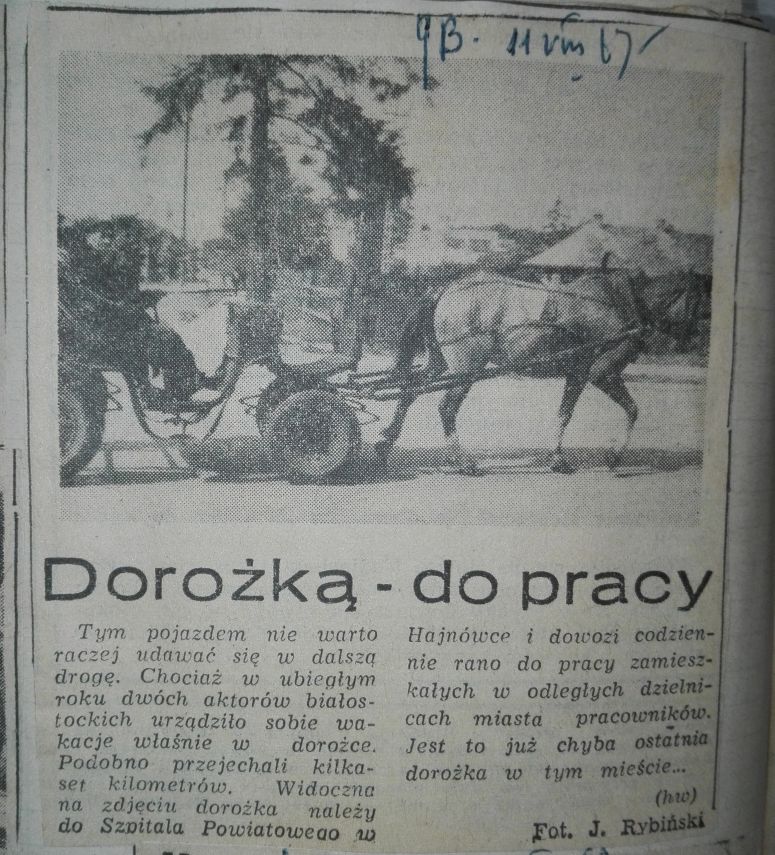 GB. 11 VIII 67
Dorożką - do pracy
Tym pojazdem nie warto
raczej udawać się w dalszą
drogę. Chociaż w ubiegłym
roku dwóch aktorów białos-
tockich urządziło sobie wa-
kacje właśnie w dorożce.
Podobno przejechali kilka-
set kilometrów. Widoczna
na zdjęciu dorożka należy
do Szpitala Powiatowego w
Hajnówce i dowozi codzien-
nie rano do pracy zamiesz-
kałych w odległych dzielni-
cach miasta pracowników.
Jest to już chyba ostatnia
dorożka w tym mieście...
(hw)
Fot. J. Rybiński